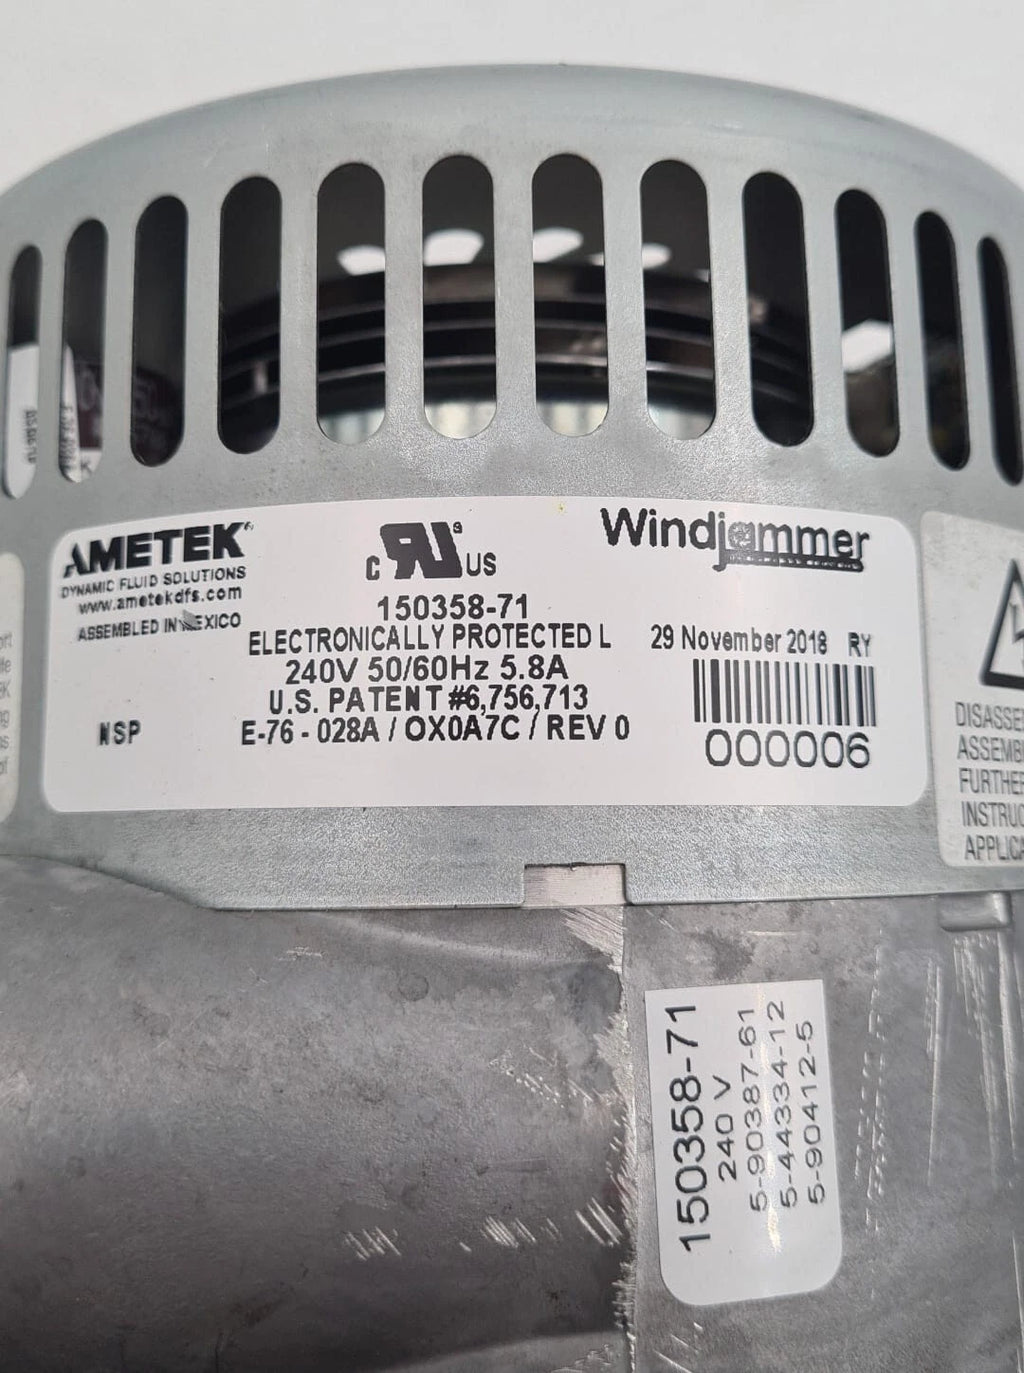 AMETEK
DYNAMIC FLUID SOLUTIONS
www.ametekdfs.com
ASSEMBLED IN MEXICO
NSP
C RU US
150358-71
ELECTRONICALLY PROTECTED L
240V 50/60Hz 5.8A
U.S. PATENT #6,756,713
E-76 - 028A / OX0A7C / REV 0
Windjammer
29 November 2018 RY
000006
DISASSE
ASSEMB
FURTHE
INSTRUC
APPLICA
150358-71
240 V
5-90387-61
5-44334-12
5-90412-5